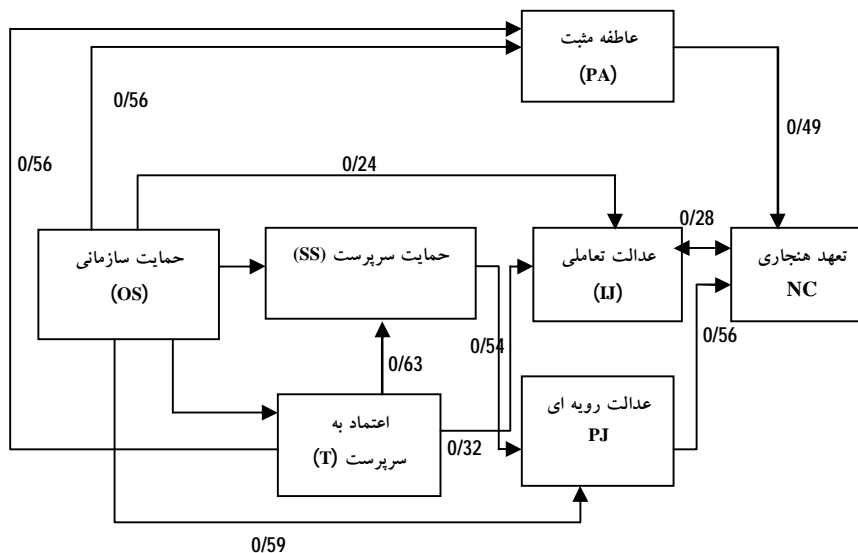 عاطفه مثبت
(PA)
0/56
0/49
0/56
0/24
0/28
حمایت سازمانی
(OS)
حمایت سرپرست (SS)
عدالت تعاملی
(IJ)
تعهد هنجاری
NC
0/54
0/56
0/63
اعتماد به
سرپرست (T)
0/32
عدالت رویه ای
PJ
0/59